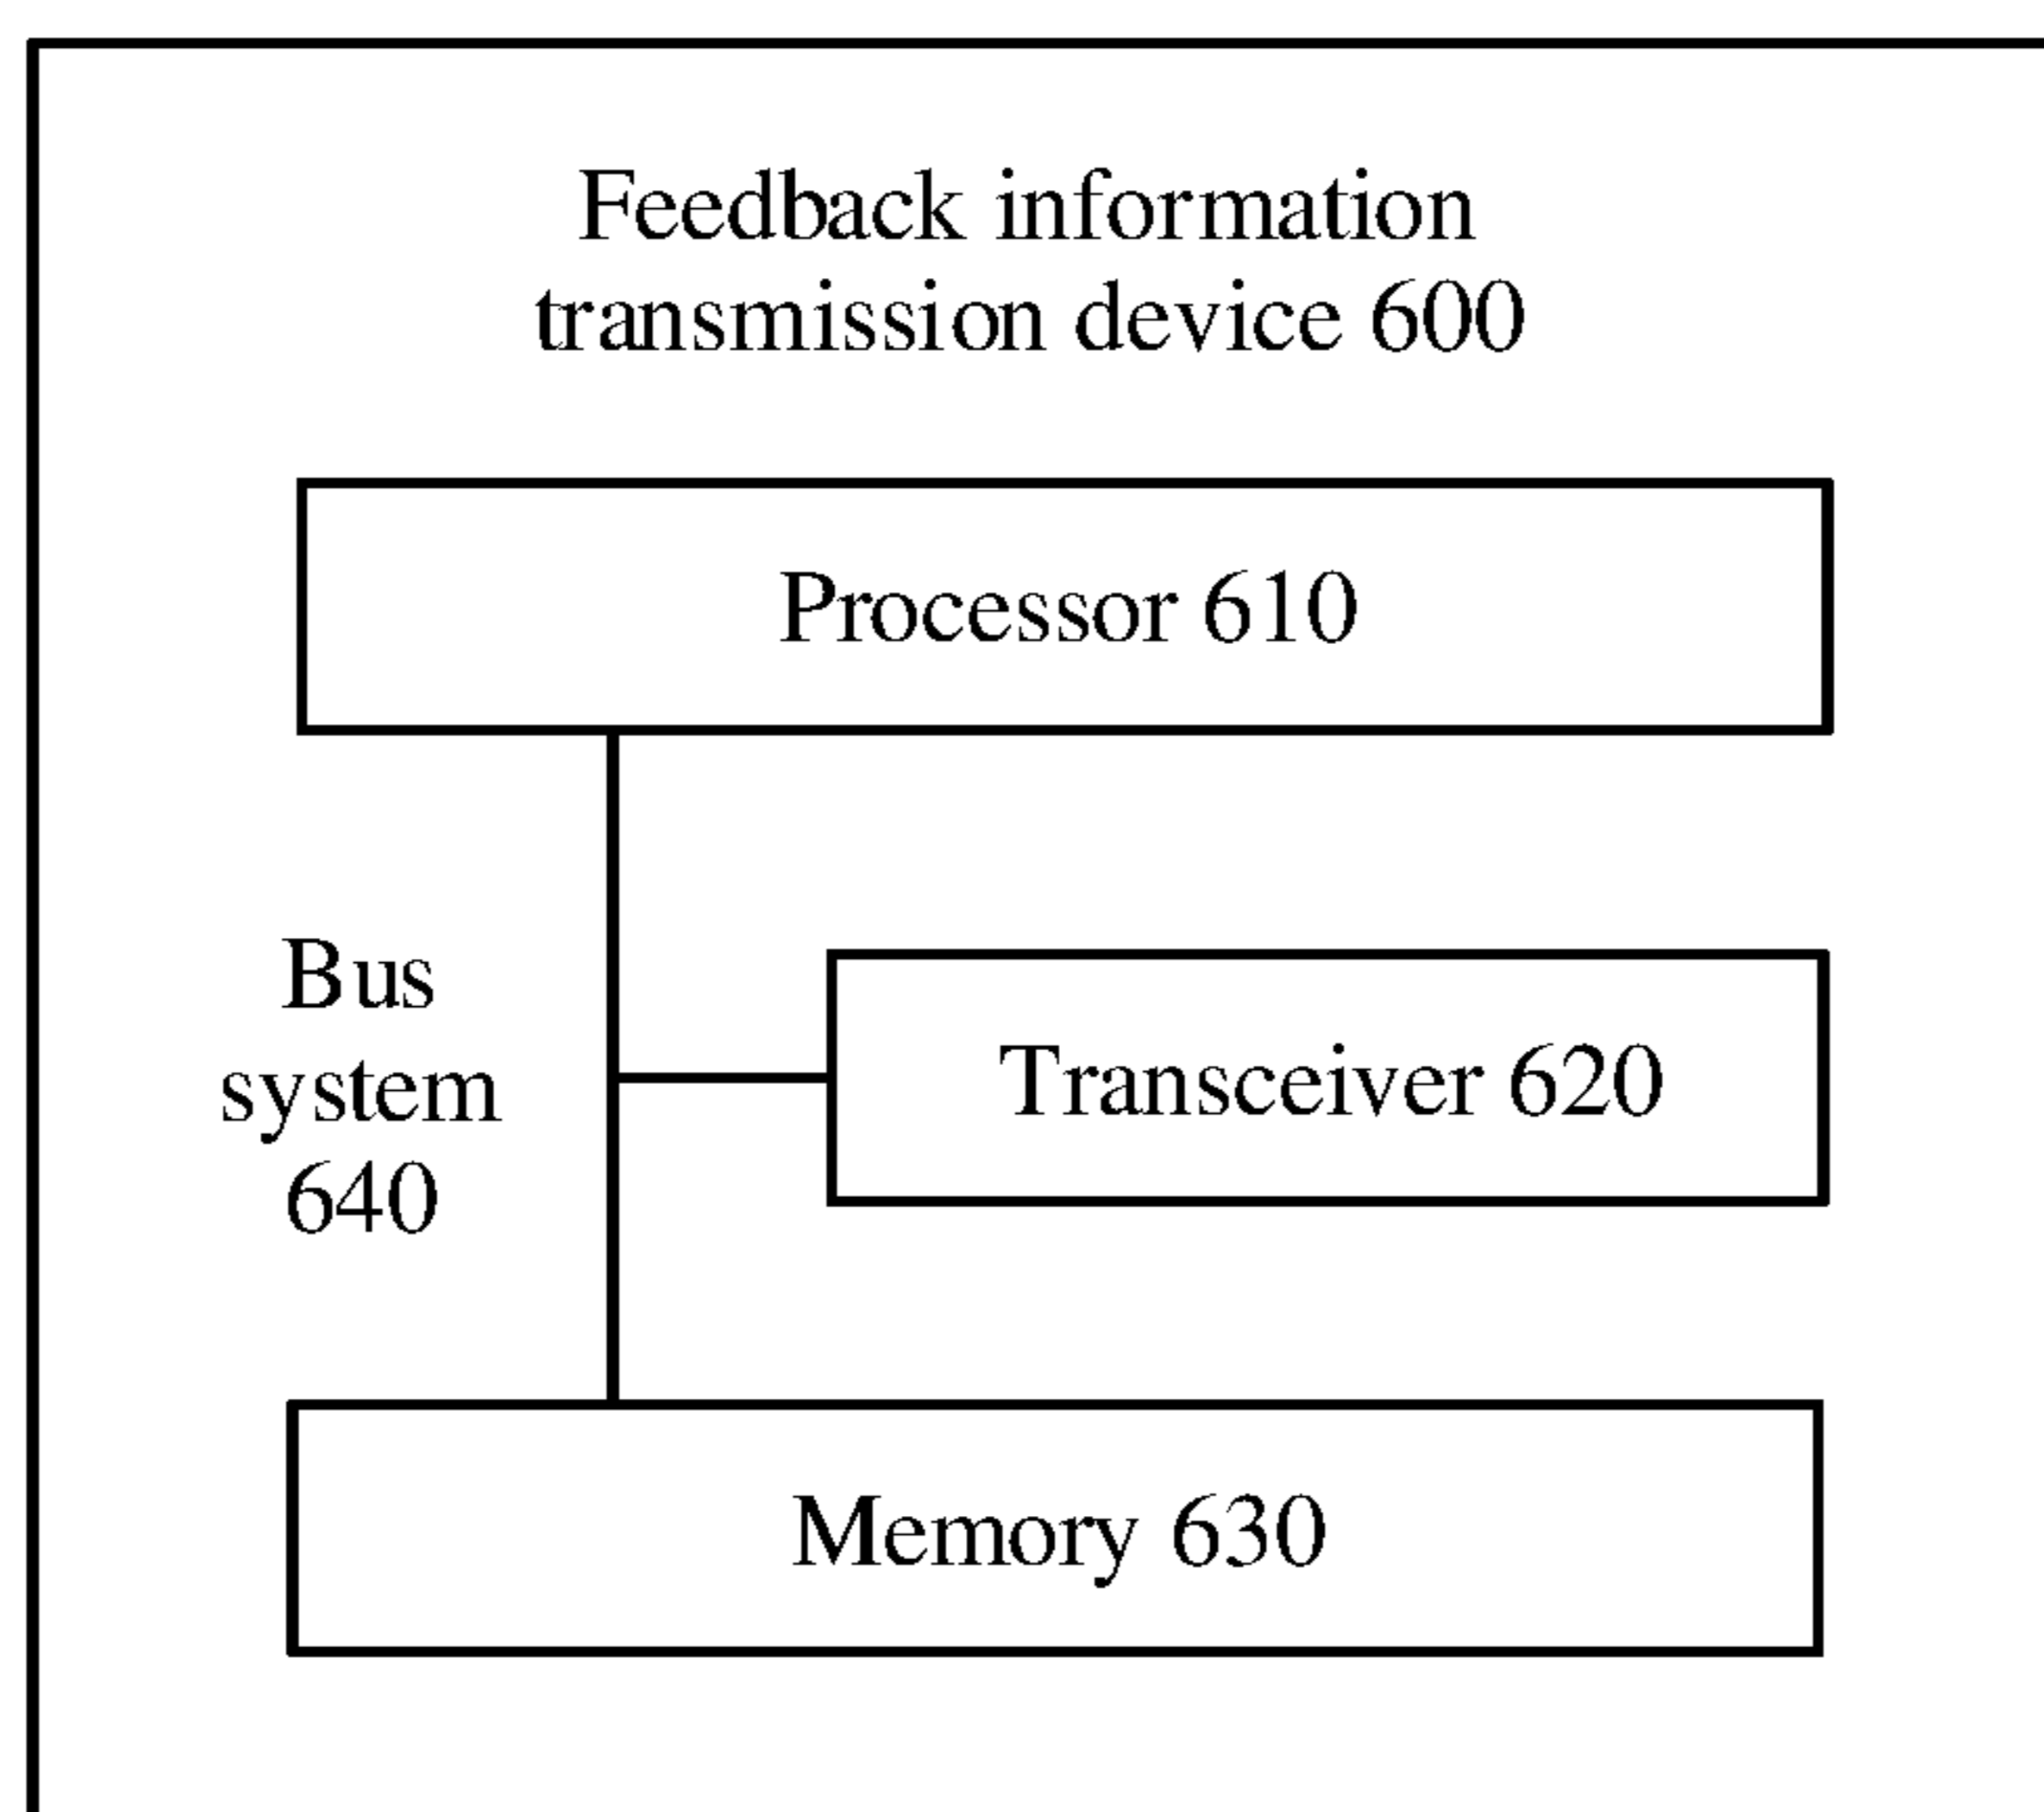 Feedback information
transmission device 600
Processor 610
Bus
system
640
Transceiver 620
Memory 630